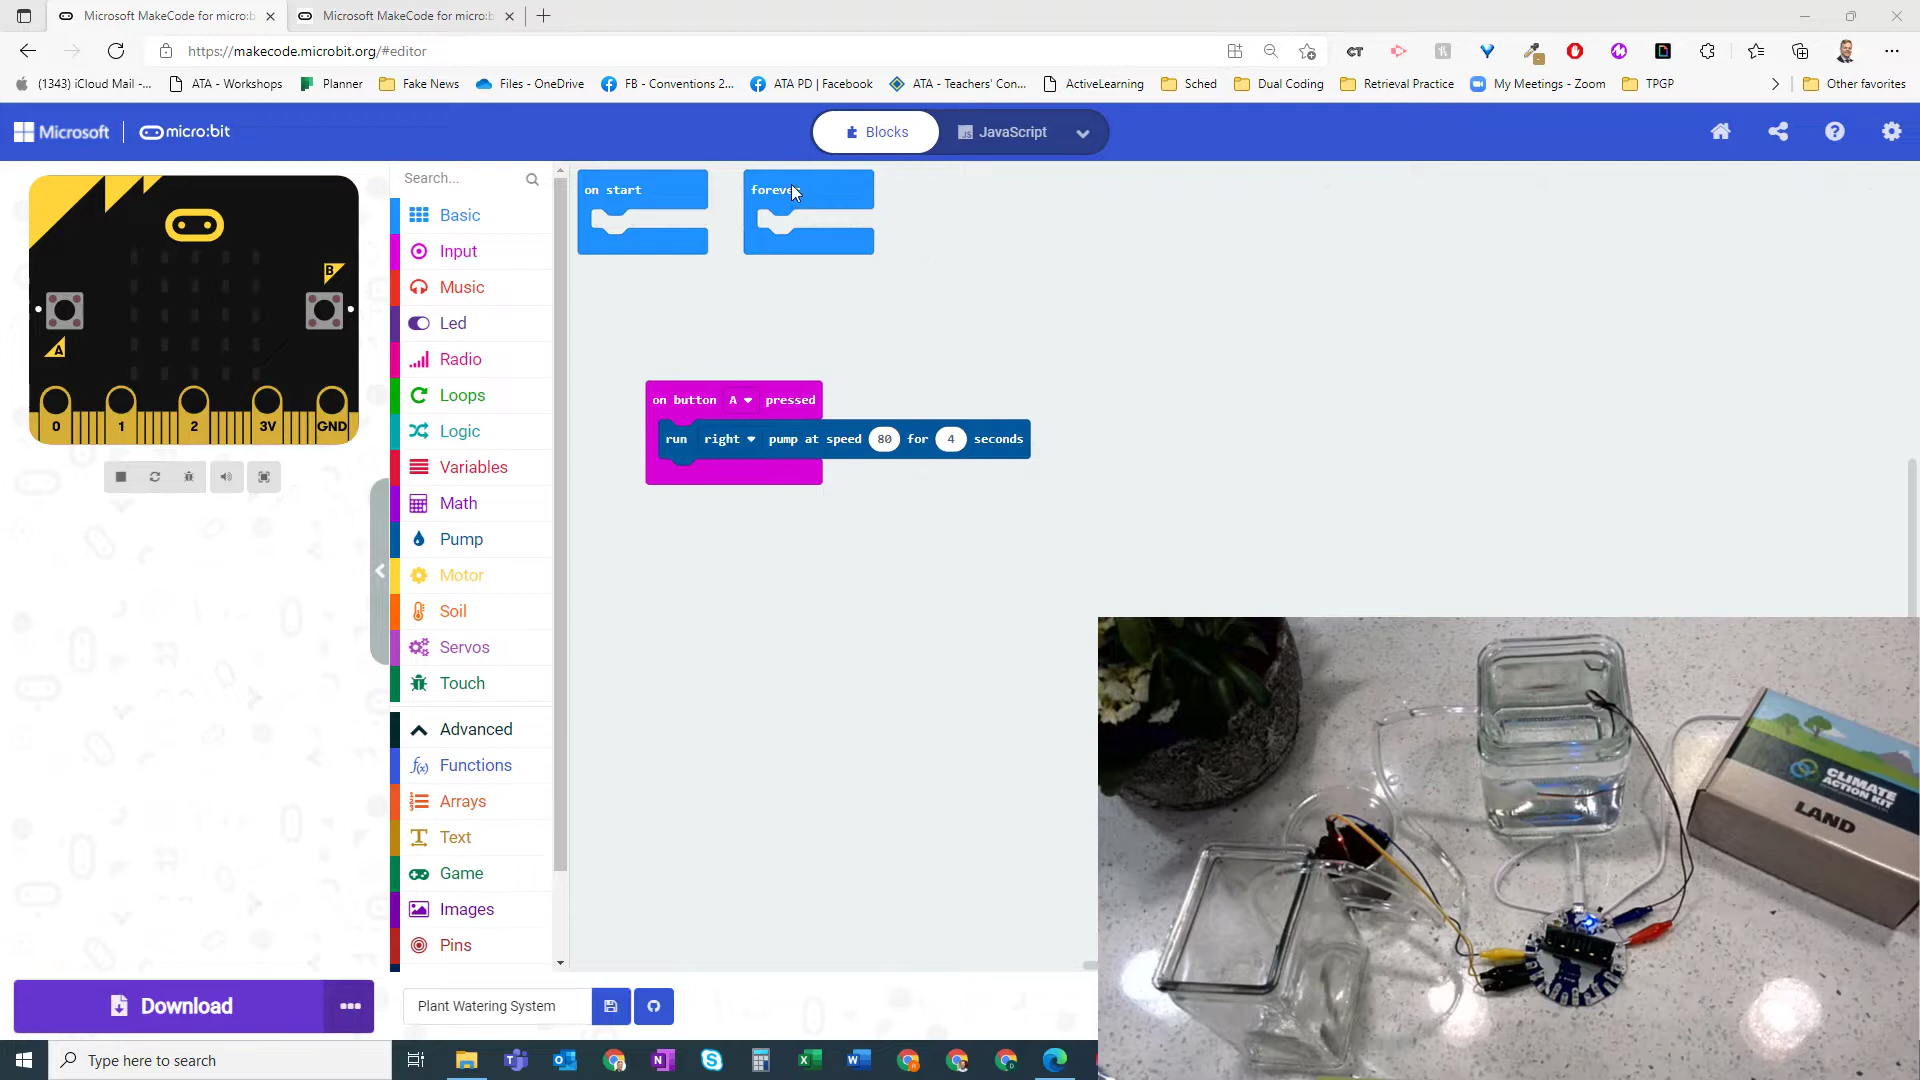 Microsoft MakeCode for micro:b
Microsoft MakeCode for micro:
https://makecode.microbit.org/#editor
(1343) iCloud Mail -...
ATA - Workshops
Planner
Fake News
Files - OneDrive
FB - Conventions 2...
ATA PD | Facebook
ATA - Teachers' Con...
ActiveLearning
Sched
Dual Coding
Retrieval Practice
My Meetings - Zoom
TPGP
Other favorites
Microsoft
micro:bit
Blocks
JS
JavaScript
Search...
Basic
Input
Music
Led
Radio
Loops
Logic
Variables
Math
Pump
Motor
Soil
Servos
Touch
Advanced
Functions
Arrays
Text
Game
Images
Pins
B
A
0 1 2 3V GND
on start
forever
on button A pressed
run right pump at speed 80 for 4 seconds
Download
Plant Watering System
Type here to search
CLIMATE
ACTION KIT
LAND